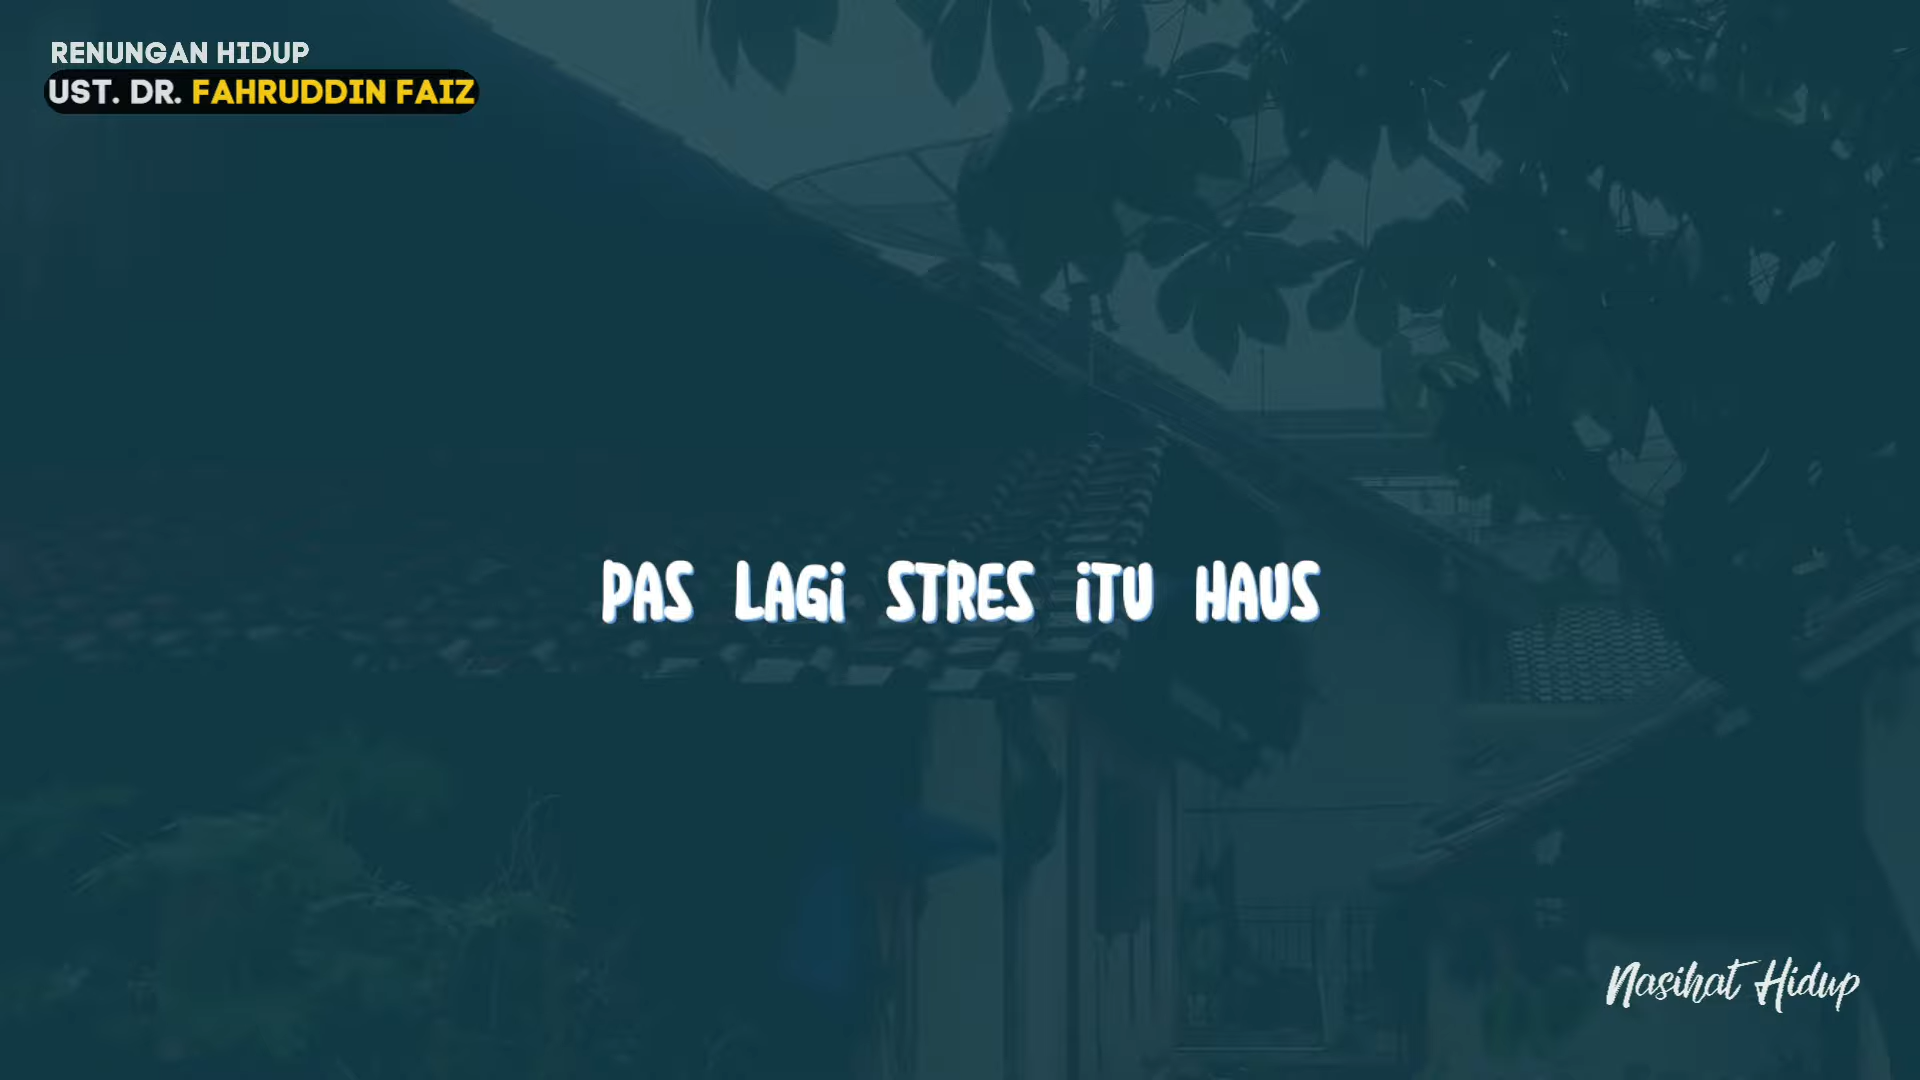 RENUNGAN HIDUP
UST. DR. FAHRUDDIN FAIZ
PAS LAGi STRES iTU HAUS
Nasihat Hidup